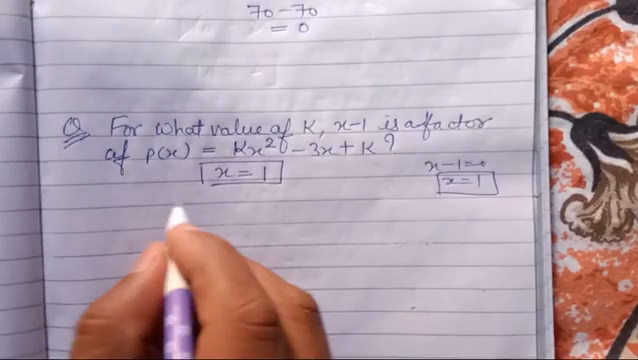 70-70
= 0
Q For what value of K, x-1 is a factor
of p(x) = Kx² - 3x + K ?
x-1=0
x = 1
x=1